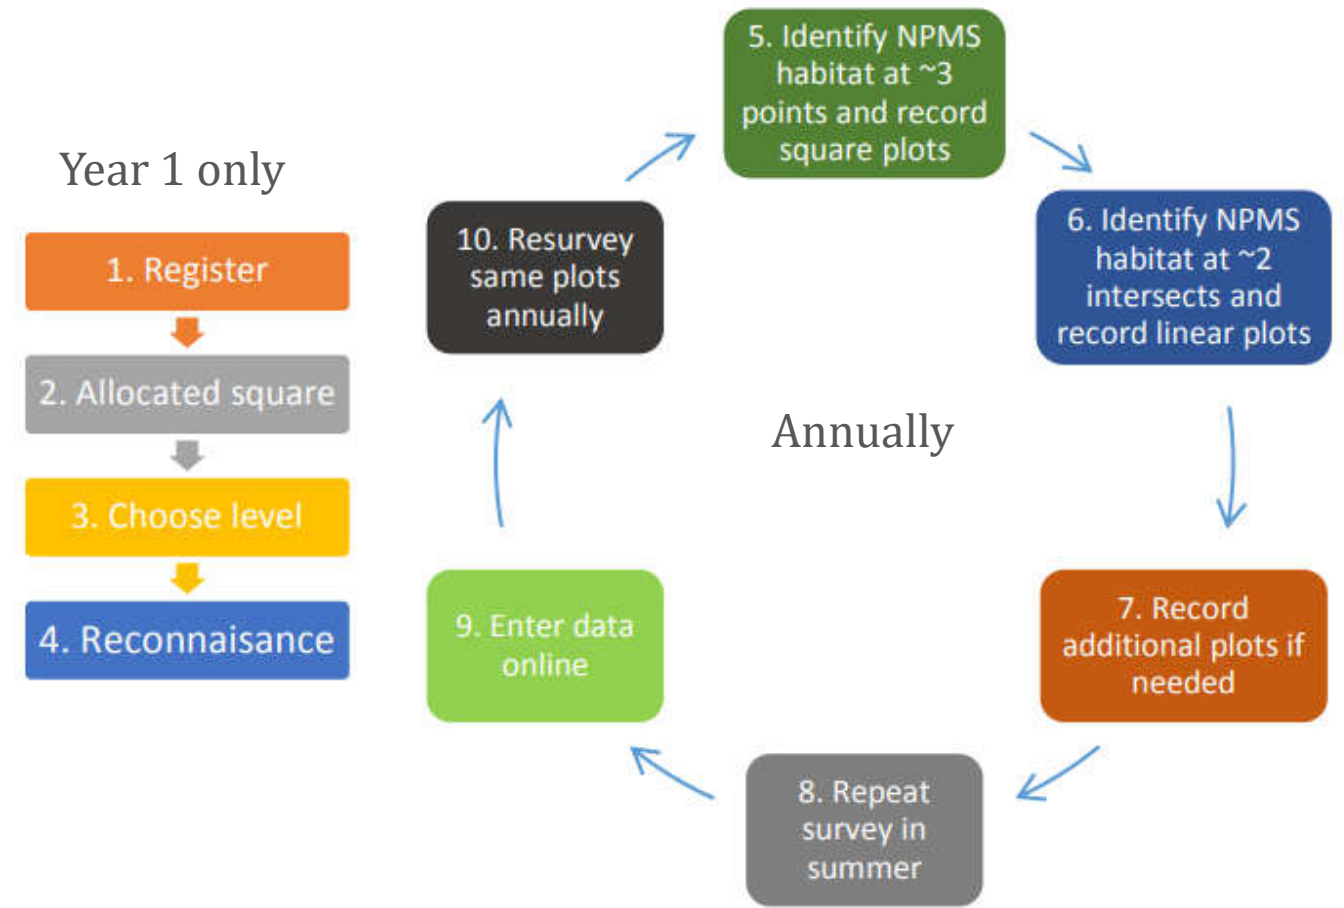 Year 1 only
1. Register
2. Allocated square
3. Choose level
4. Reconnaisance
Annually
5. Identify NPMS
habitat at ~3
points and record
square plots
6. Identify NPMS
habitat at ~2
intersects and
record linear plots
7. Record
additional plots if
needed
8. Repeat
survey in
summer
9. Enter data
online
10. Resurvey
same plots
annually